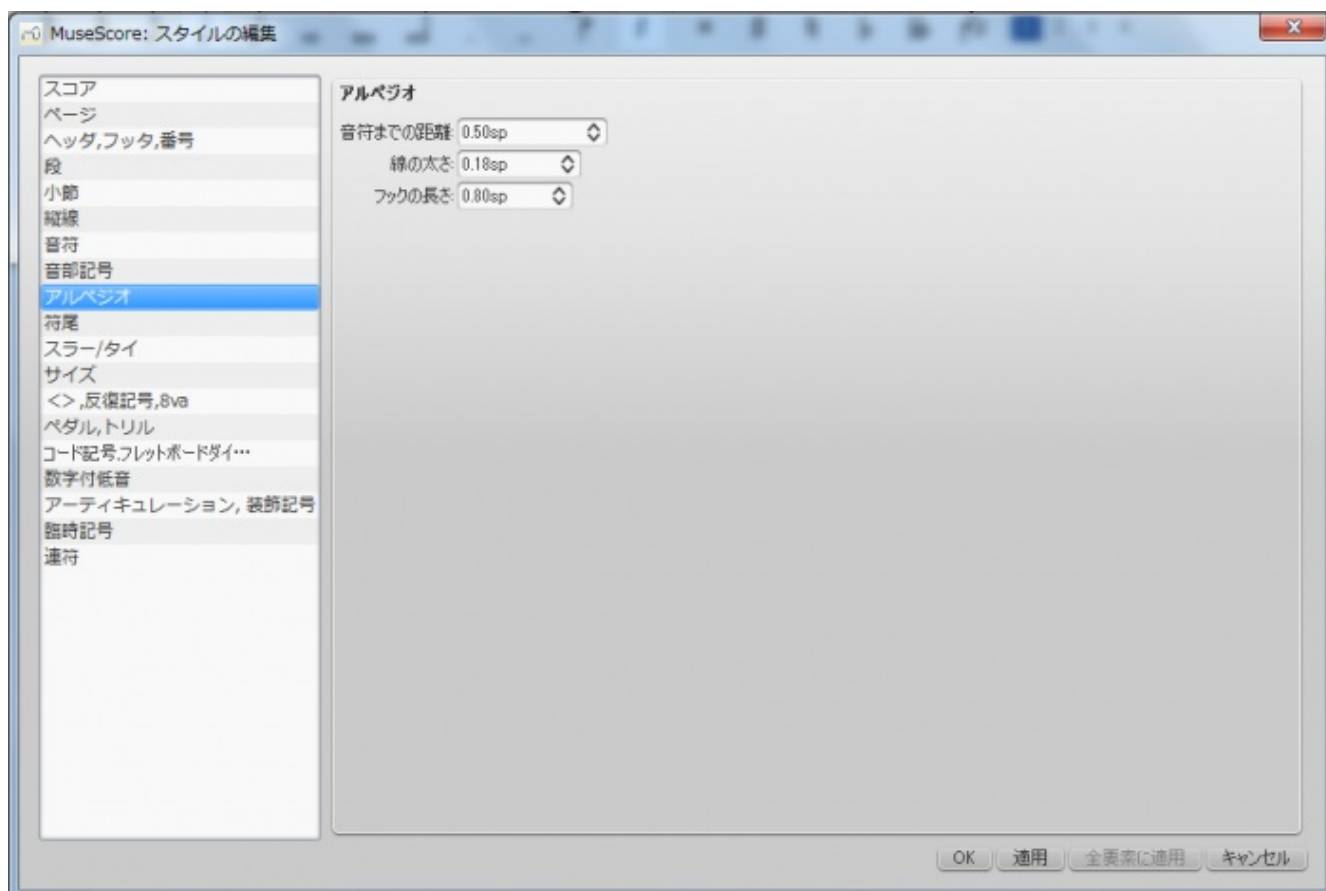 MuseScore: スタイルの編集
スコア
ページ
ヘッダ,フッタ,番号
段
小節
縦線
音符
音部記号
アルペジオ
符尾
スラー/タイ
サイズ
<> ,反復記号,8va
ペダル,トリル
コード記号,フレットボードダイ…
数字付低音
アーティキュレーション, 装飾記号
臨時記号
連符
アルペジオ
音符までの距離: 0.50sp
線の太さ: 0.18sp
フックの長さ: 0.80sp
OK 適用 全要素に適用 キャンセル